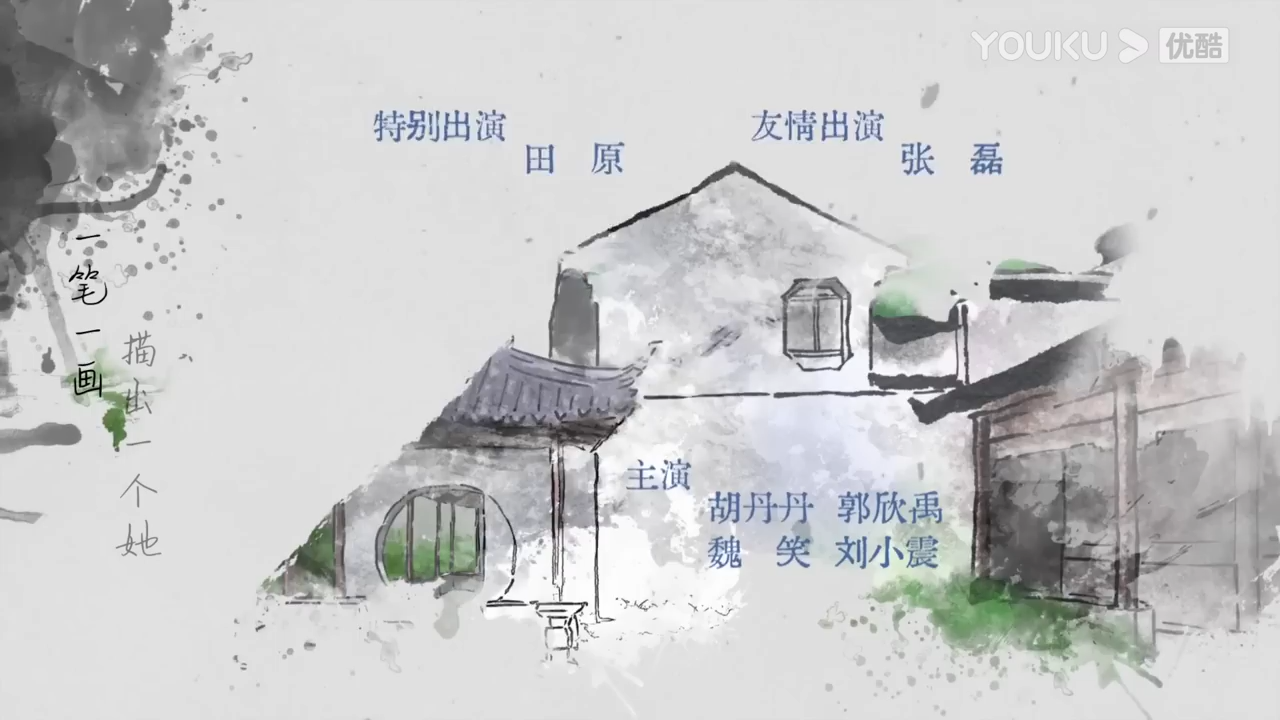 YOUKU 优酷
特别出演
田 原
友情出演
张 磊
一笔一画
描出一个她
主演
胡丹丹 郭欣禹
魏 笑 刘小震